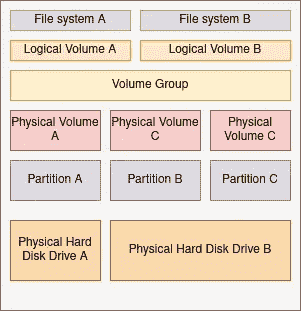 File system A
File system B
Logical Volume A
Logical Volume B
Volume Group
Physical Volume
A
Physical Volume
C
Physical
Volume C
Partition A
Partition B
Partition C
Physical Hard
Disk Drive A
Physical Hard Disk Drive B